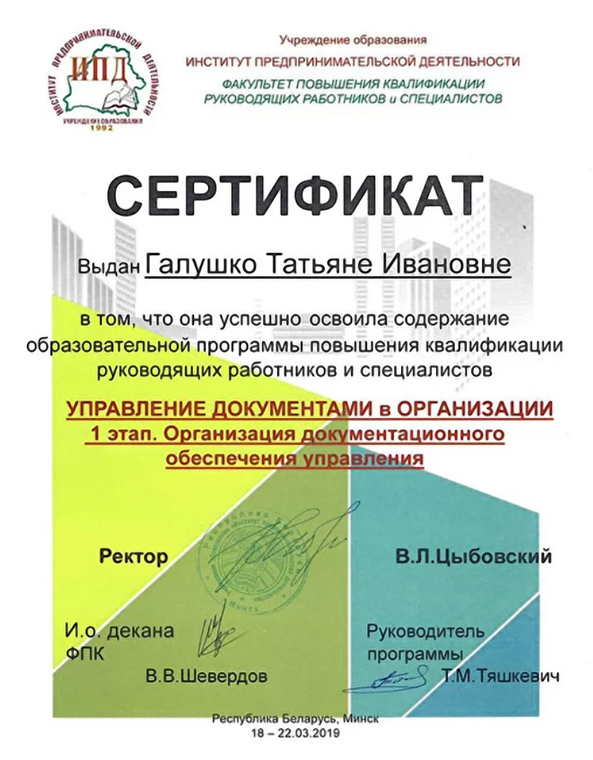 ИНСТИТУТ ПРЕДПРИНИМАТЕЛЬСКОЙ ДЕЯТЕЛЬНОСТИ
ИПД
УЧРЕЖДЕНИЕ ОБРАЗОВАНИЯ
1992
Учреждение образования
ИНСТИТУТ ПРЕДПРИНИМАТЕЛЬСКОЙ ДЕЯТЕЛЬНОСТИ
ФАКУЛЬТЕТ ПОВЫШЕНИЯ КВАЛИФИКАЦИИ
РУКОВОДЯЩИХ РАБОТНИКОВ и СПЕЦИАЛИСТОВ
СЕРТИФИКАТ
Выдан Галушко Татьяне Ивановне
в том, что она успешно освоила содержание
образовательной программы повышения квалификации
руководящих работников и специалистов
УПРАВЛЕНИЕ ДОКУМЕНТАМИ в ОРГАНИЗАЦИИ
1 этап. Организация документационного
обеспечения управления
Ректор
В.Л.Цыбовский
И.о. декана
ФПК
В.В.Шевердов
Руководитель
программы
Т.М.Тяшкевич
Республика Беларусь, Минск
18 – 22.03.2019